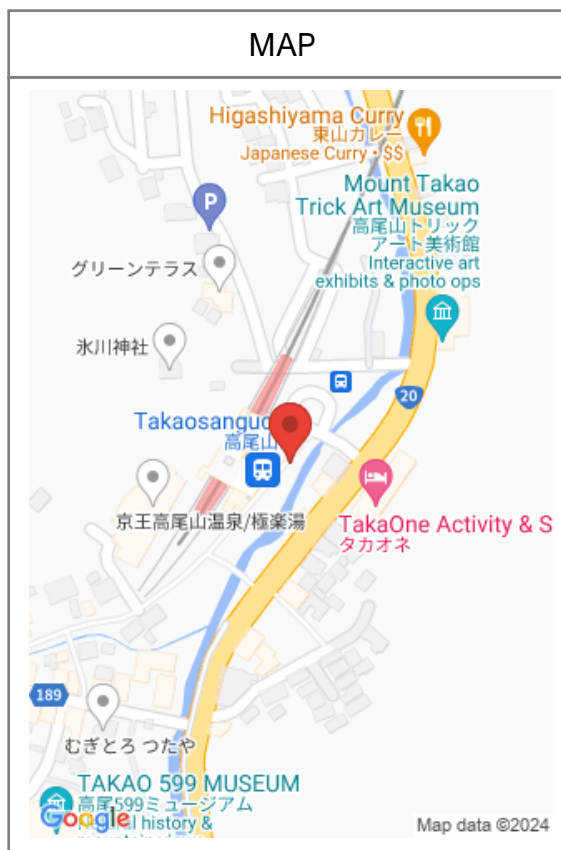 MAP
Higashiyama Curry
東山カレー
Japanese Curry・$$
P
Mount Takao
Trick Art Museum
高尾山トリック
アート美術館
Interactive art
exhibits & photo ops
グリーンテラス
氷川神社
20
Takaosanguc
高尾山
京王高尾山温泉/極楽湯
TakaOne Activity & S
タカオネ
189
むぎとろ つたや
TAKAO 599 MUSEUM
高尾599ミュージアム
Natural history &
Google
Map data ©2024